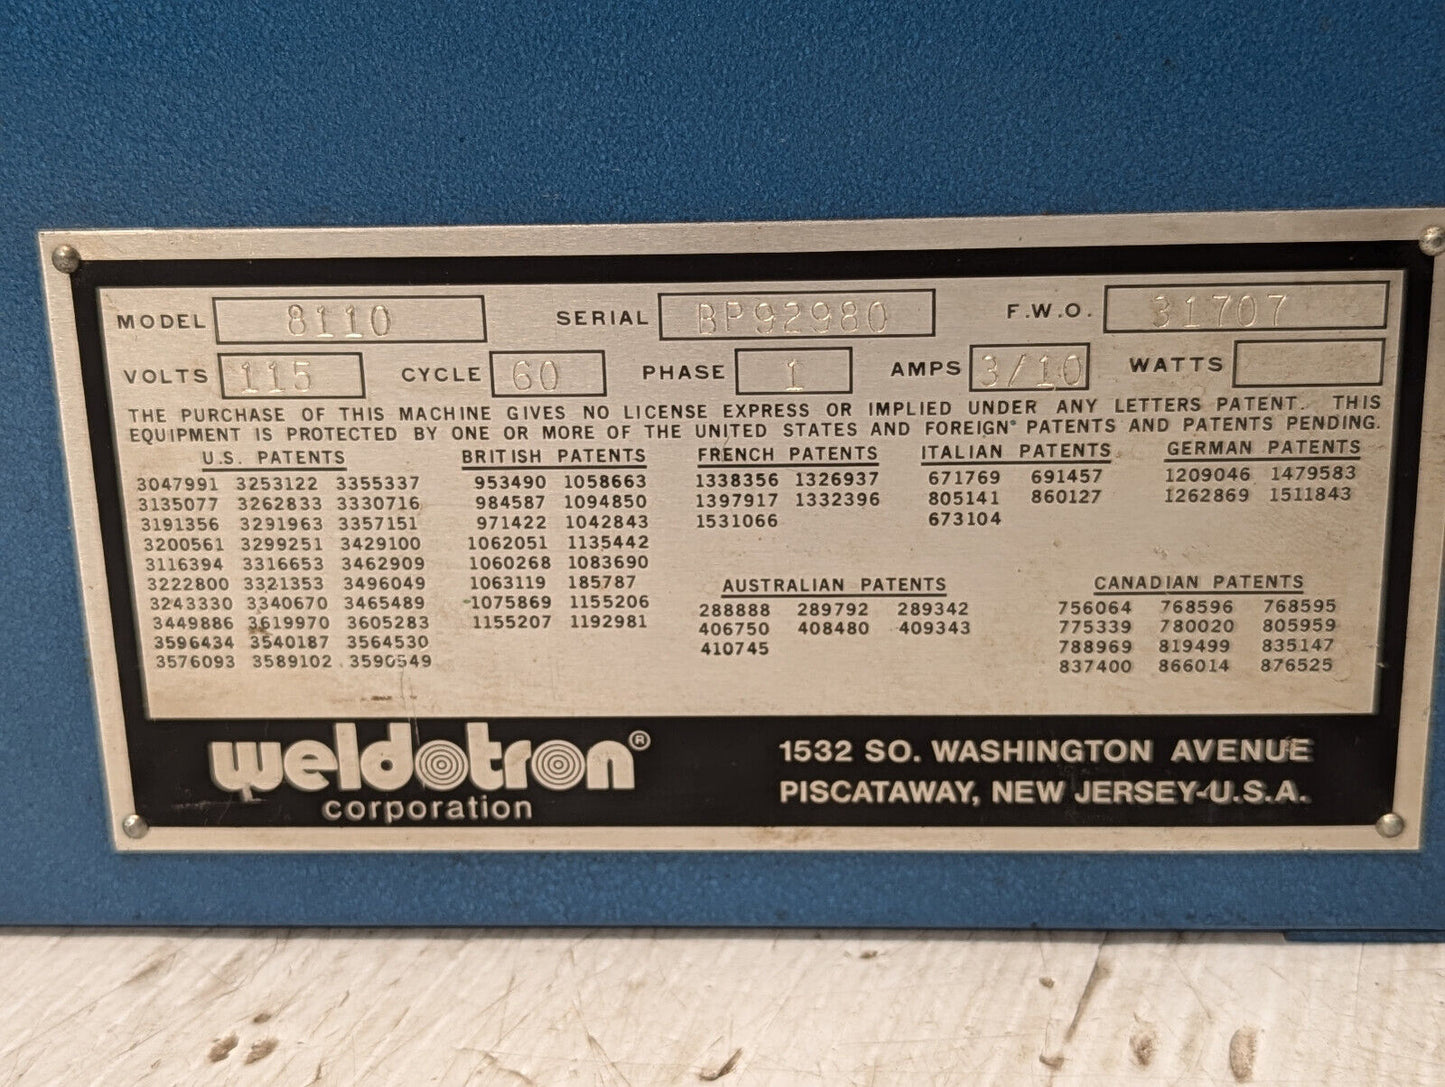 MODEL 8110 SERIAL BP92980 F.W.O. 31707
VOLTS 115 CYCLE 60 PHASE 1 AMPS 3/10 WATTS
THE PURCHASE OF THIS MACHINE GIVES NO LICENSE EXPRESS OR IMPLIED UNDER ANY LETTERS PATENT. THIS
EQUIPMENT IS PROTECTED BY ONE OR MORE OF THE UNITED STATES AND FOREIGN PATENTS AND PATENTS PENDING.
U.S. PATENTS
3047991 3253122 3355337
3135077 3262833 3330716
3191356 3291963 3357151
3200561 3299251 3429100
3116394 3316653 3462909
3222800 3321353 3496049
3243330 3340670 3465489
3449886 3619970 3605283
3596434 3540187 3564530
3576093 3589102 3590549
BRITISH PATENTS
953490 1058663
984587 1094850
971422 1042843
1062051 1135442
1060268 1083690
1063119 185787
1075869 1155206
1155207 1192981
FRENCH PATENTS
1338356 1326937
1397917 1332396
1531066
ITALIAN PATENTS
671769 691457
805141 860127
673104
GERMAN PATENTS
1209046 1479583
1262869 1511843
AUSTRALIAN PATENTS
288888 289792 289342
406750 408480 409343
410745
CANADIAN PATENTS
756064 768596 768595
775339 780020 805959
788969 819499 835147
837400 866014 876525
weldotron®
corporation
1532 SO. WASHINGTON AVENUE
PISCATAWAY, NEW JERSEY-U.S.A.